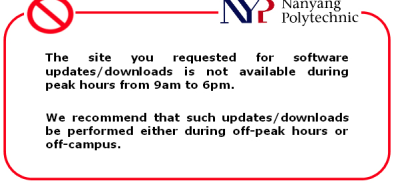 NYP Nanyang
Polytechnic
The site you requested for software
updates/downloads is not available during
peak hours from 9am to 6pm.
We recommend that such updates/downloads
be performed either during off-peak hours or
off-campus.